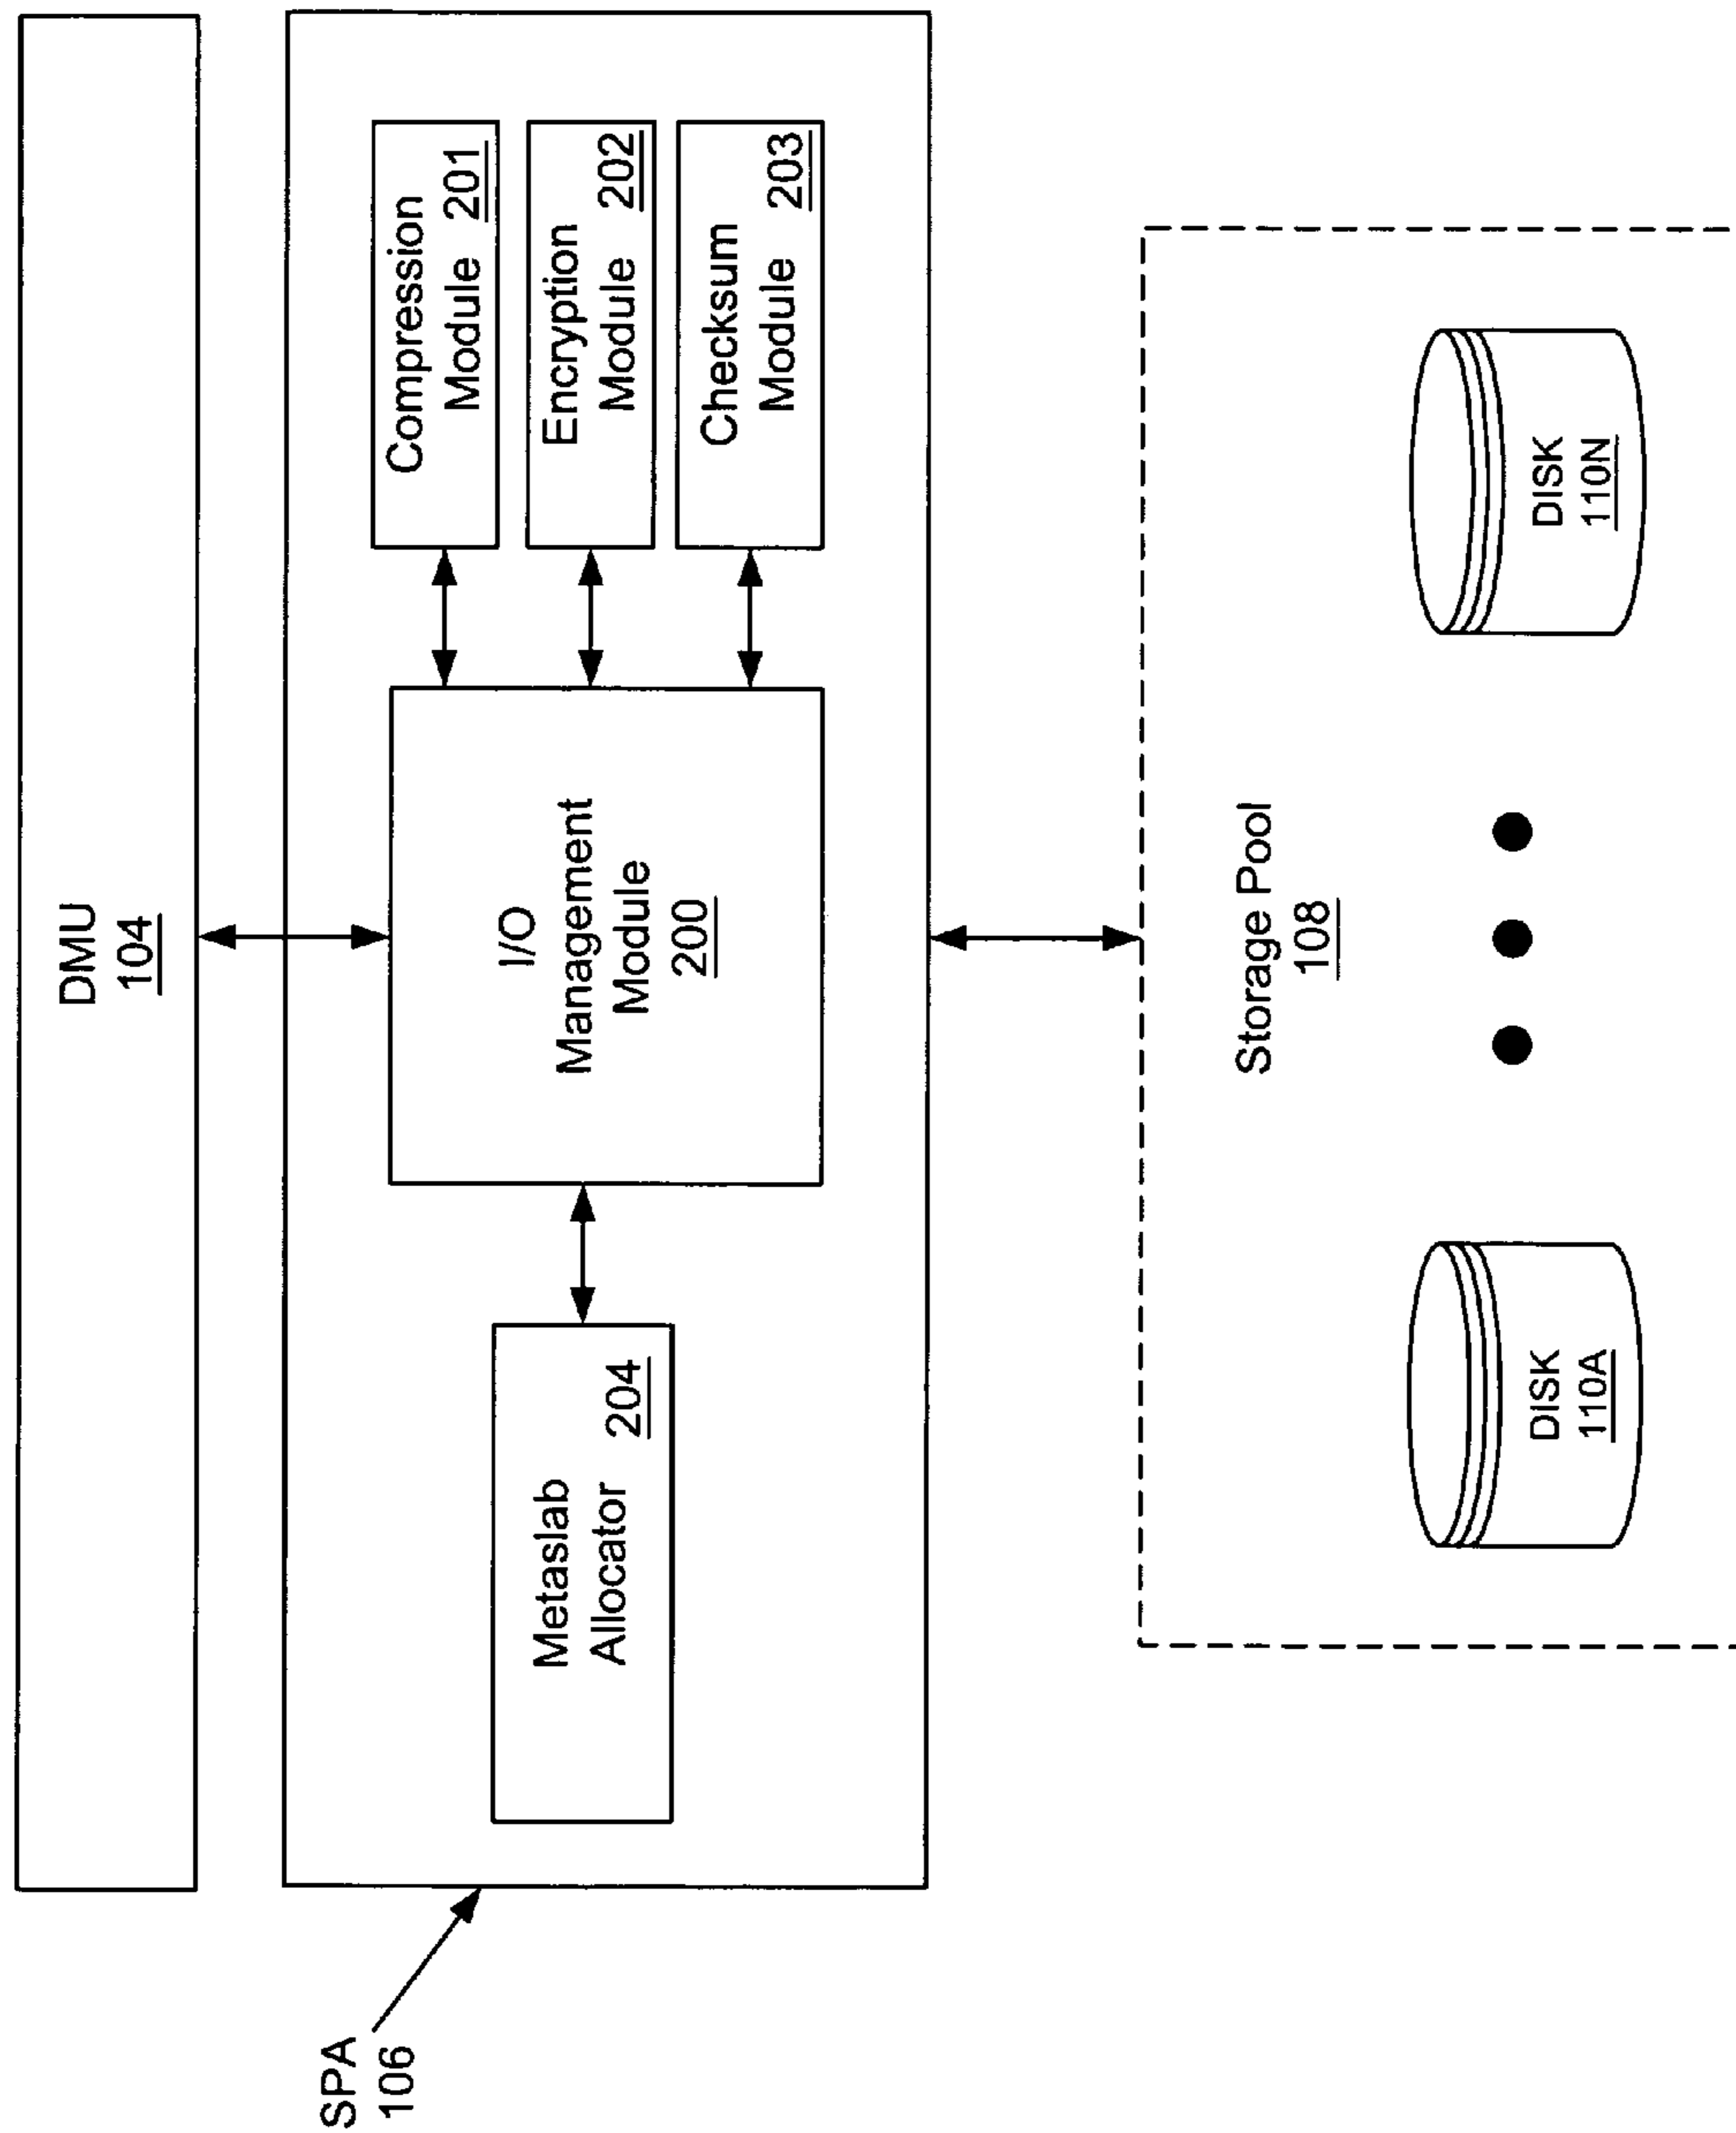 DMU
104
SPA
106
Metaslab
Allocator 204
I/O
Management
Module
200
Compression
Module 201
Encryption
Module 202
Checksum
Module 203
Storage Pool
108
DISK
110A
DISK
110N